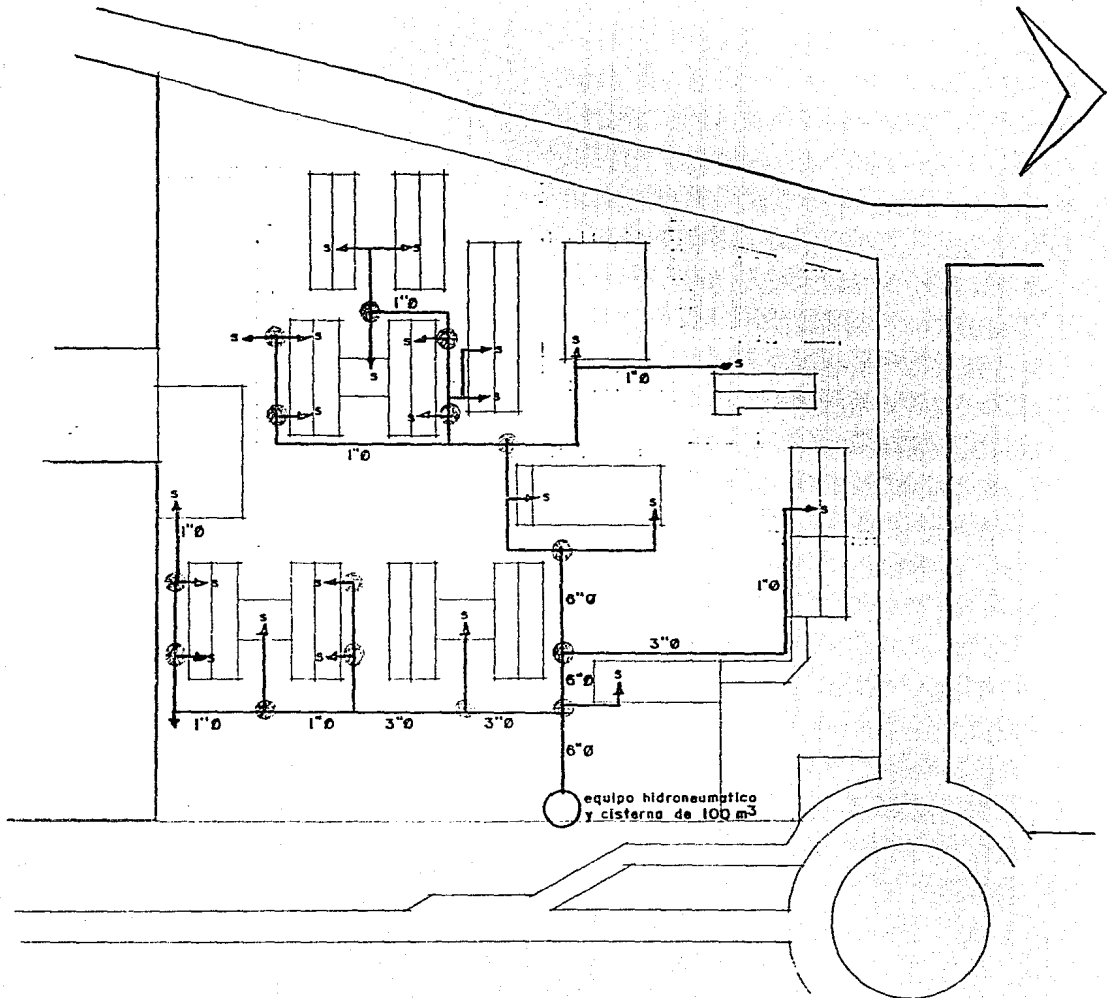 s s
1"Ø
s s s s
s s s
1"Ø
s s s
1"Ø
s
s s
1"Ø
s s
6"Ø 1"Ø
s s
s s 3"Ø
6"Ø s
1"Ø 1"Ø 3"Ø 3"Ø
6"Ø
equipo hidroneumatico
y cisterna de 100 m3